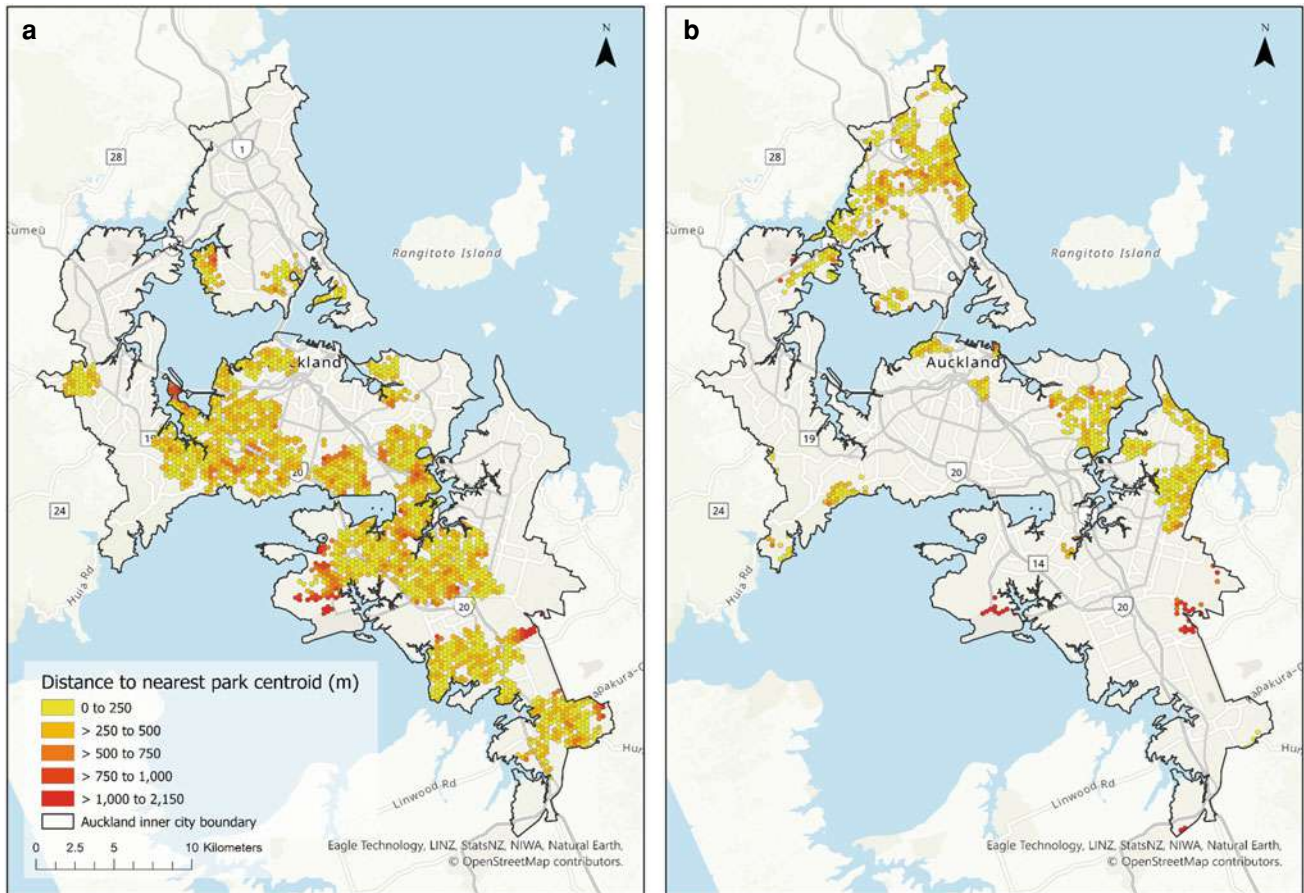 a
N
28
1
Kumeū
Rangitoto Island
ckland
19
20
24
Huia Rd
20
Distance to nearest park centroid (m)
0 to 250
> 250 to 500
> 500 to 750
> 750 to 1,000
> 1,000 to 2,150
Auckland inner city boundary
0 2.5 5 10 Kilometers
Linwood Rd
Eagle Technology, LINZ, StatsNZ, NIWA, Natural Earth,
© OpenStreetMap contributors.
b
N
28
1
Kumeū
Rangitoto Island
Auckland
19
20
24
14
Huia Rd
20
Linwood Rd
Eagle Technology, LINZ, StatsNZ, NIWA, Natural Earth,
© OpenStreetMap contributors.